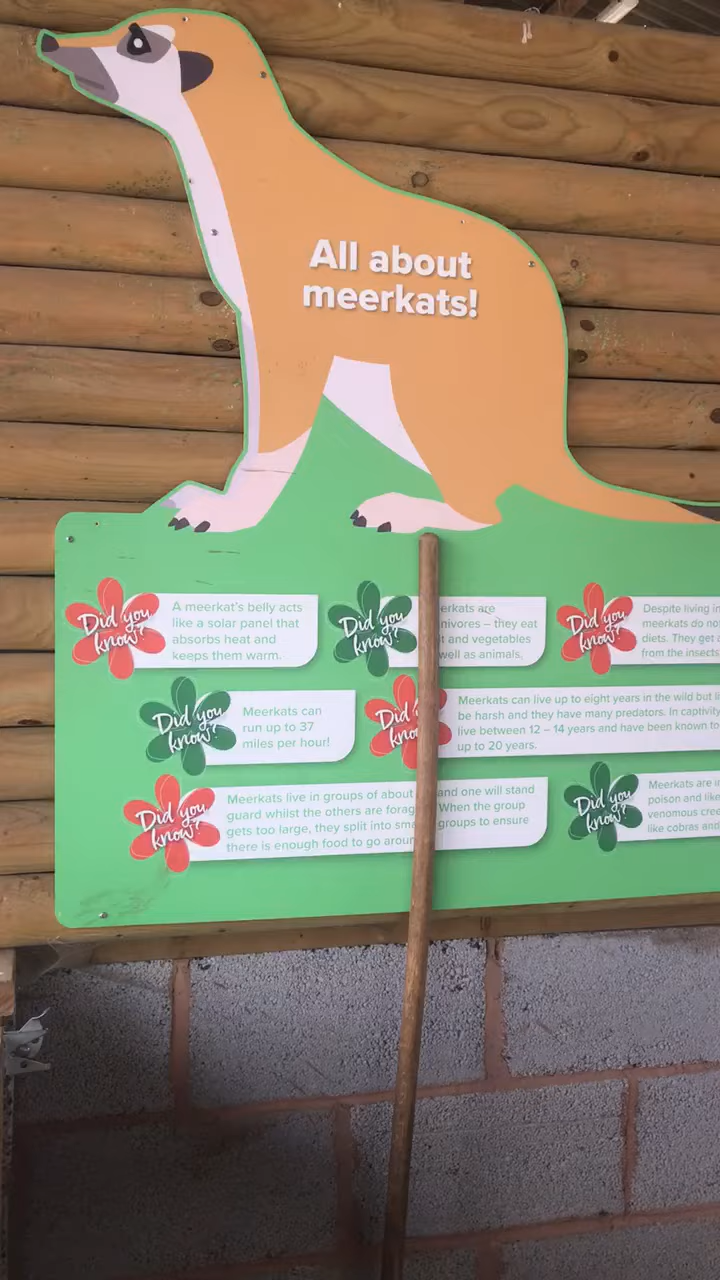 All about
meerkats!
Did you
know?
A meerkat's belly acts
like a solar panel that
absorbs heat and
keeps them warm.
Did you
know?
erkats are
nivores – they eat
t and vegetables
well as animals.
Did you
know?
Despite living in
meerkats do not
diets. They get
from the insects
Did you
know?
Meerkats can
run up to 37
miles per hour!
Did
know?
Meerkats can live up to eight years in the wild but
be harsh and they have many predators. In captivity
live between 12 – 14 years and have been known to
up to 20 years.
Did you
know?
Meerkats live in groups of about and one will stand
guard whilst the others are forag When the group
gets too large, they split into sma groups to ensure
there is enough food to go aroun
Did you
know?
Meerkats are
poison and like
venomous cree
like cobras and